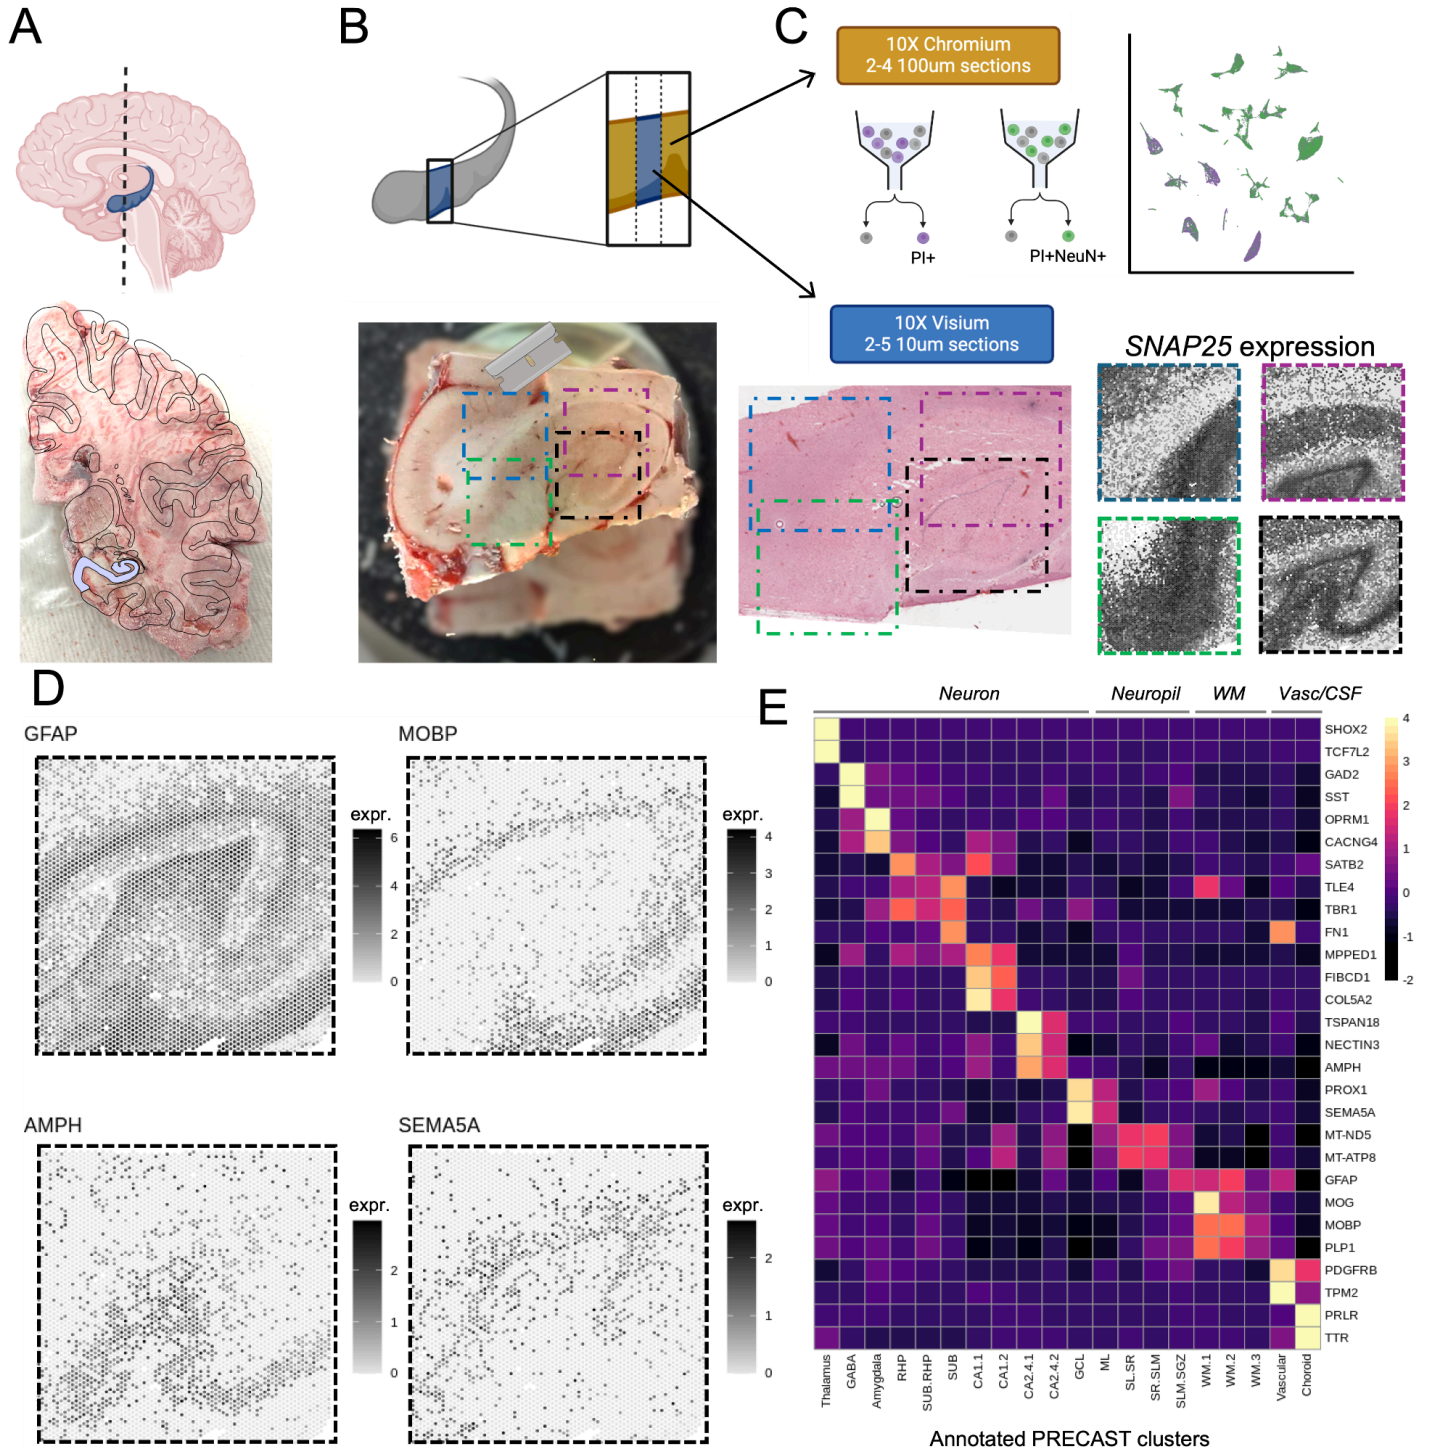 A
B
C
10X Chromium
2-4 100um sections
PI+
PI+NeuN+
10X Visium
2-5 10um sections
SNAP25 expression
D
GFAP
expr.
6
4
2
0
MOBP
expr.
4
3
2
1
0
AMPH
expr.
2
1
0
SEMA5A
expr.
2
1
0
E
Neuron
Neuropil
WM
Vasc/CSF
SHOX2
TCF7L2
GAD2
SST
OPRM1
CACNG4
SATB2
TLE4
TBR1
FN1
MPPED1
FIBCD1
COL5A2
TSPAN18
NECTIN3
AMPH
PROX1
SEMA5A
MT-ND5
MT-ATP8
GFAP
MOG
MOBP
PLP1
PDGFRB
TPM2
PRLR
TTR
4
3
2
1
0
-1
-2
Thalamus
GABA
Amygdala
RHP
SUB.RHP
SUB
CA1.1
CA1.2
CA2.4.1
CA2.4.2
GCL
ML
SL.SR
SR.SLM
SLM.SGZ
WM.1
WM.2
WM.3
Vascular
Choroid
Annotated PRECAST clusters